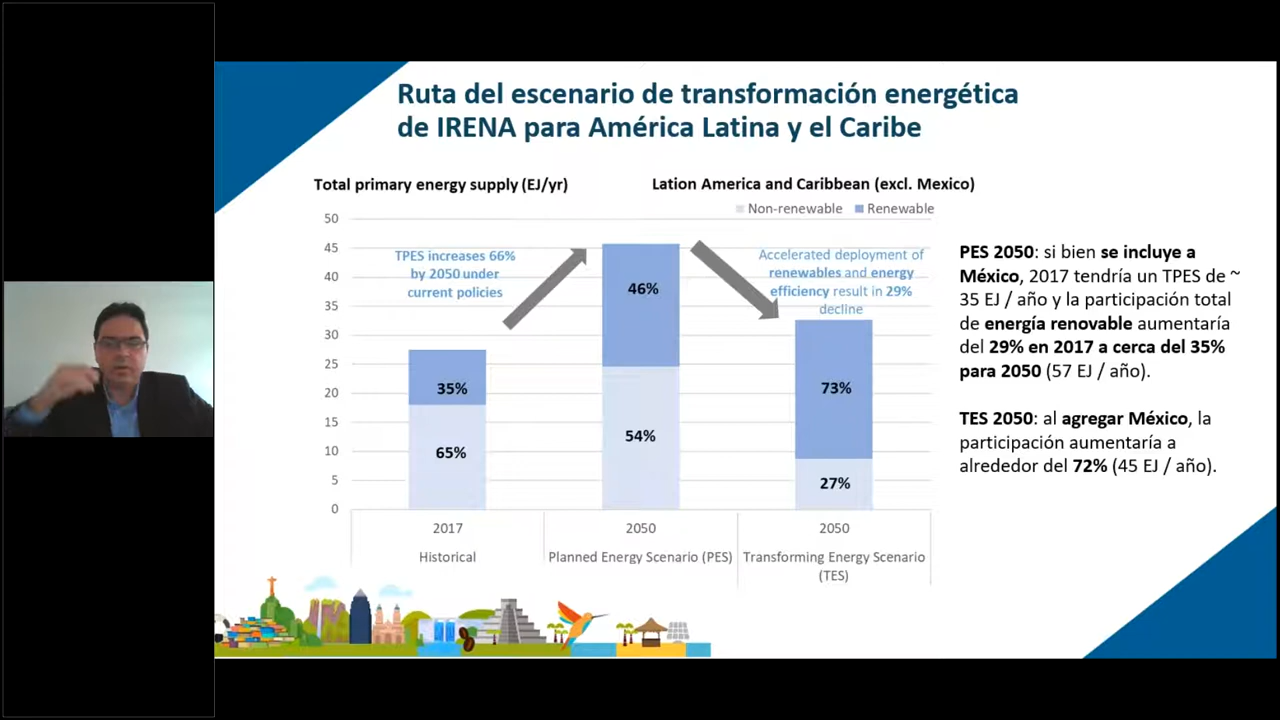 Ruta del escenario de transformación energética
de IRENA para América Latina y el Caribe
Total primary energy supply (EJ/yr)
Lation America and Caribbean (excl. Mexico)
Non-renewable Renewable
50
45
40
35
30
25
20
15
10
5
0
TPES increases 66%
by 2050 under
current policies
Accelerated deployment of
renewables and energy
efficiency result in 29%
decline
35%
65%
46%
54%
73%
27%
2017
2050
2050
Historical
Planned Energy Scenario (PES)
Transforming Energy Scenario
(TES)
PES 2050: si bien se incluye a
México, 2017 tendría un TPES de ~
35 EJ / año y la participación total
de energía renovable aumentaría
del 29% en 2017 a cerca del 35%
para 2050 (57 EJ / año).
TES 2050: al agregar México, la
participación aumentaría a
alrededor del 72% (45 EJ / año).